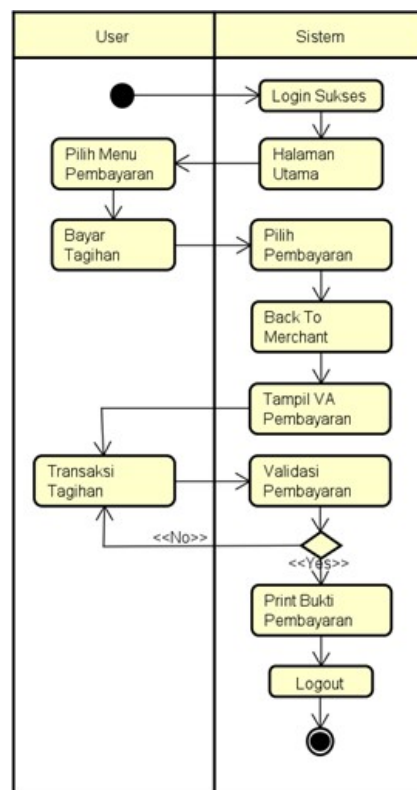 User
Sistem
Login Sukses
Halaman
Utama
Pilih Menu
Pembayaran
Bayar
Tagihan
Pilih
Pembayaran
Back To
Merchant
Tampil VA
Pembayaran
Transaksi
Tagihan
Validasi
Pembayaran
<<No>>
<<Yes>>
Print Bukti
Pembayaran
Logout